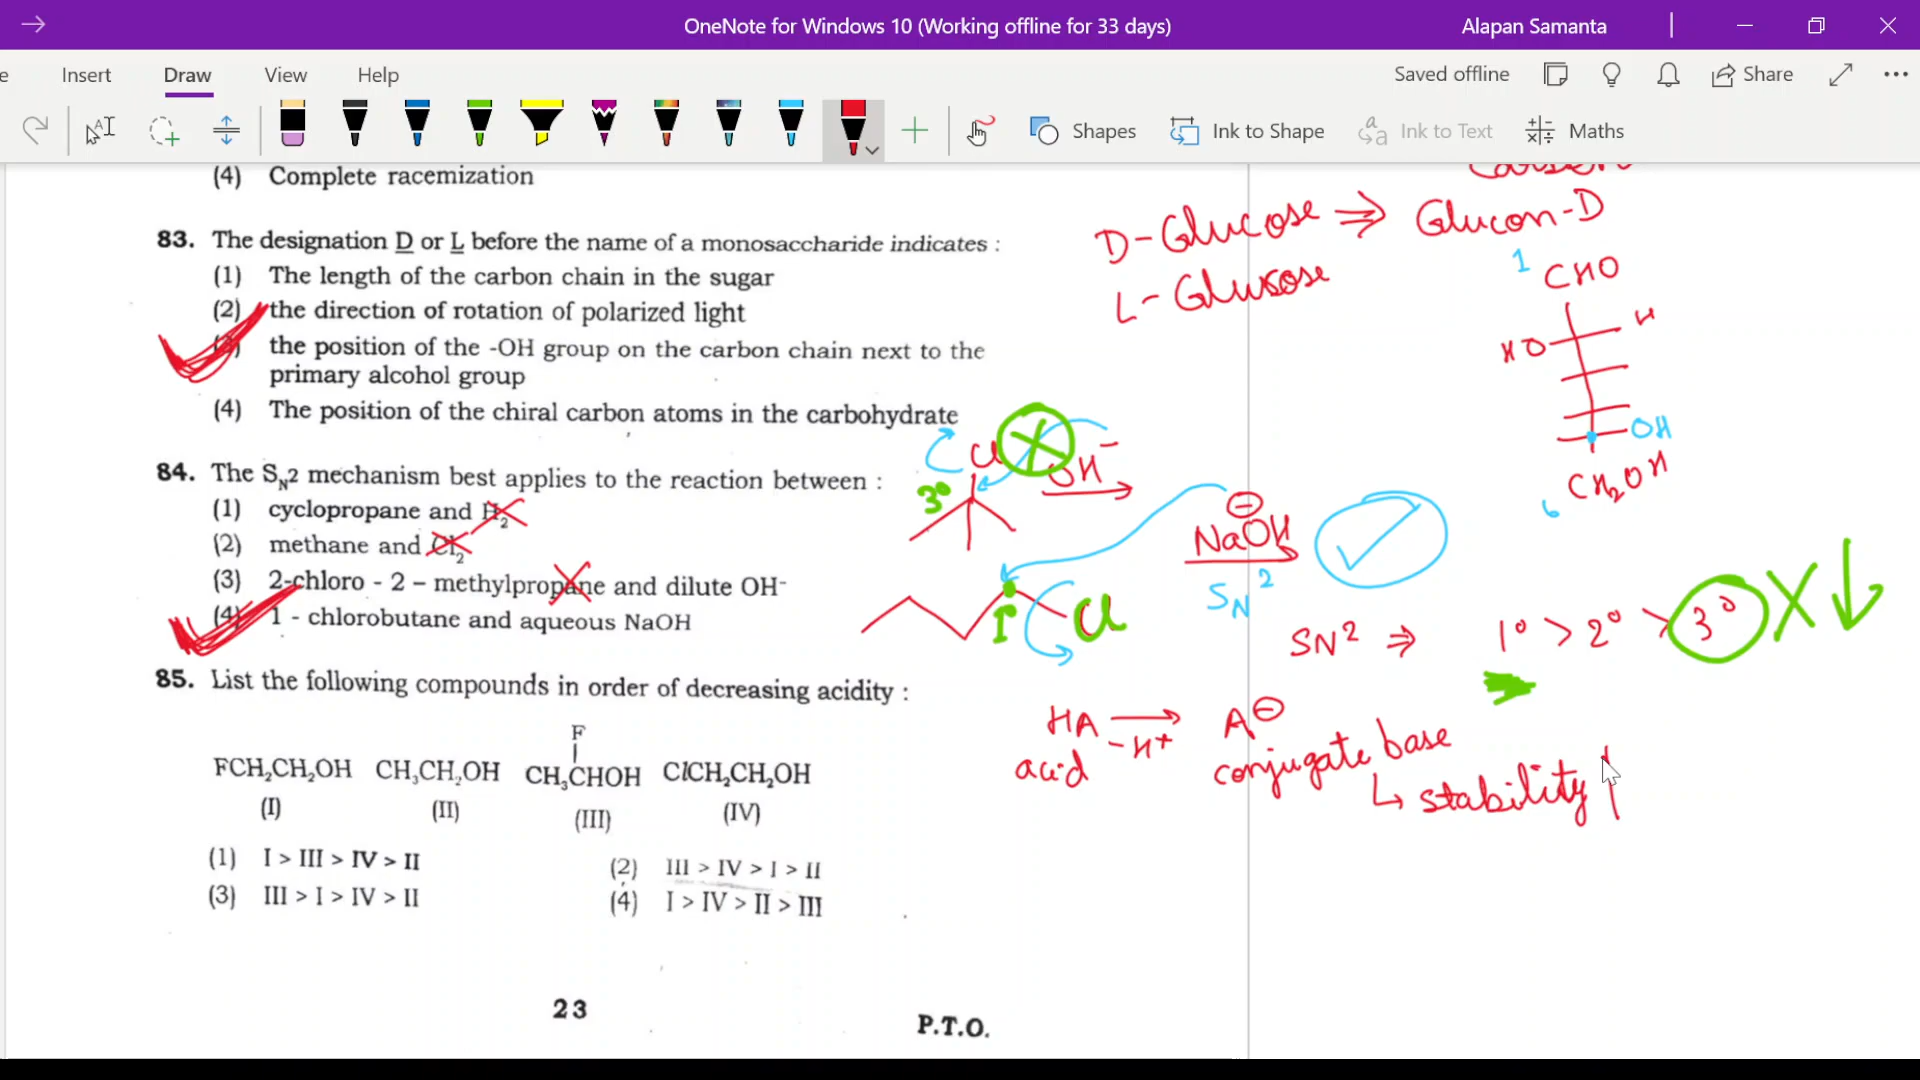 OneNote for Windows 10 (Working offline for 33 days)
Alapan Samanta
Insert Draw View Help
Saved offline
Share
Shapes
Ink to Shape
Ink to Text
Maths
(4) Complete racemization
83. The designation D or L before the name of a monosaccharide indicates :
(1) The length of the carbon chain in the sugar
(2) the direction of rotation of polarized light
the position of the -OH group on the carbon chain next to the
primary alcohol group
(4) The position of the chiral carbon atoms in the carbohydrate
84. The SN2 mechanism best applies to the reaction between :
(1) cyclopropane and H2
(2) methane and Cl2
(3) 2-chloro - 2 – methylpropane and dilute OH-
(4) 1 - chlorobutane and aqueous NaOH
85. List the following compounds in order of decreasing acidity :
F
FCH2CH2OH CH3CH2OH CH3CHOH ClCH2CH2OH
(I) (II) (III) (IV)
(1) I > III > IV > II
(2) III > IV > I > II
(3) III > I > IV > II
(4) I > IV > II > III
23
P.T.O.
D-Glucose ⇒ Glucon-D
L-Glucose
1 CHO
HO H
OH
6 CH2OH
Cl OH-
3°
NaOH
SN2
1° Cl
SN2 ⇒ 1° > 2° > 3°
HA → A⊖
-H+
acid conjugate base
↳ stability